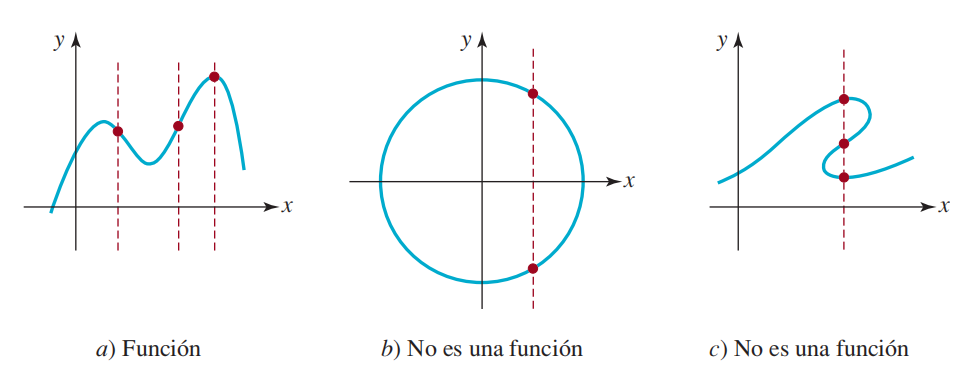 y
x
a) Función
y
x
b) No es una función
y
x
c) No es una función